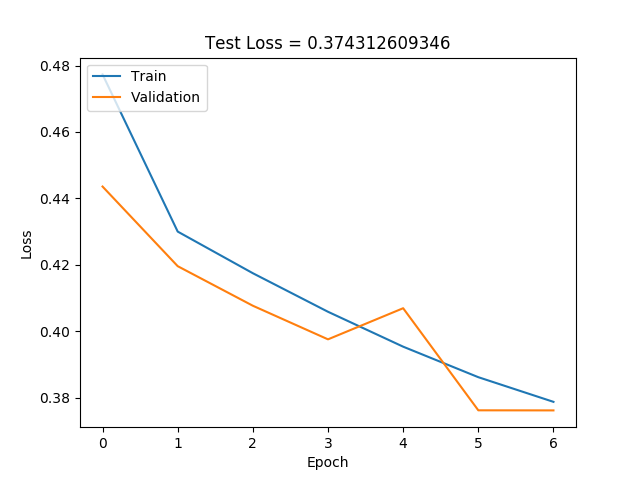 Test Loss = 0.374312609346
Train
Validation
0.48
0.46
0.44
0.42
0.40
0.38
Loss
0 1 2 3 4 5 6
Epoch